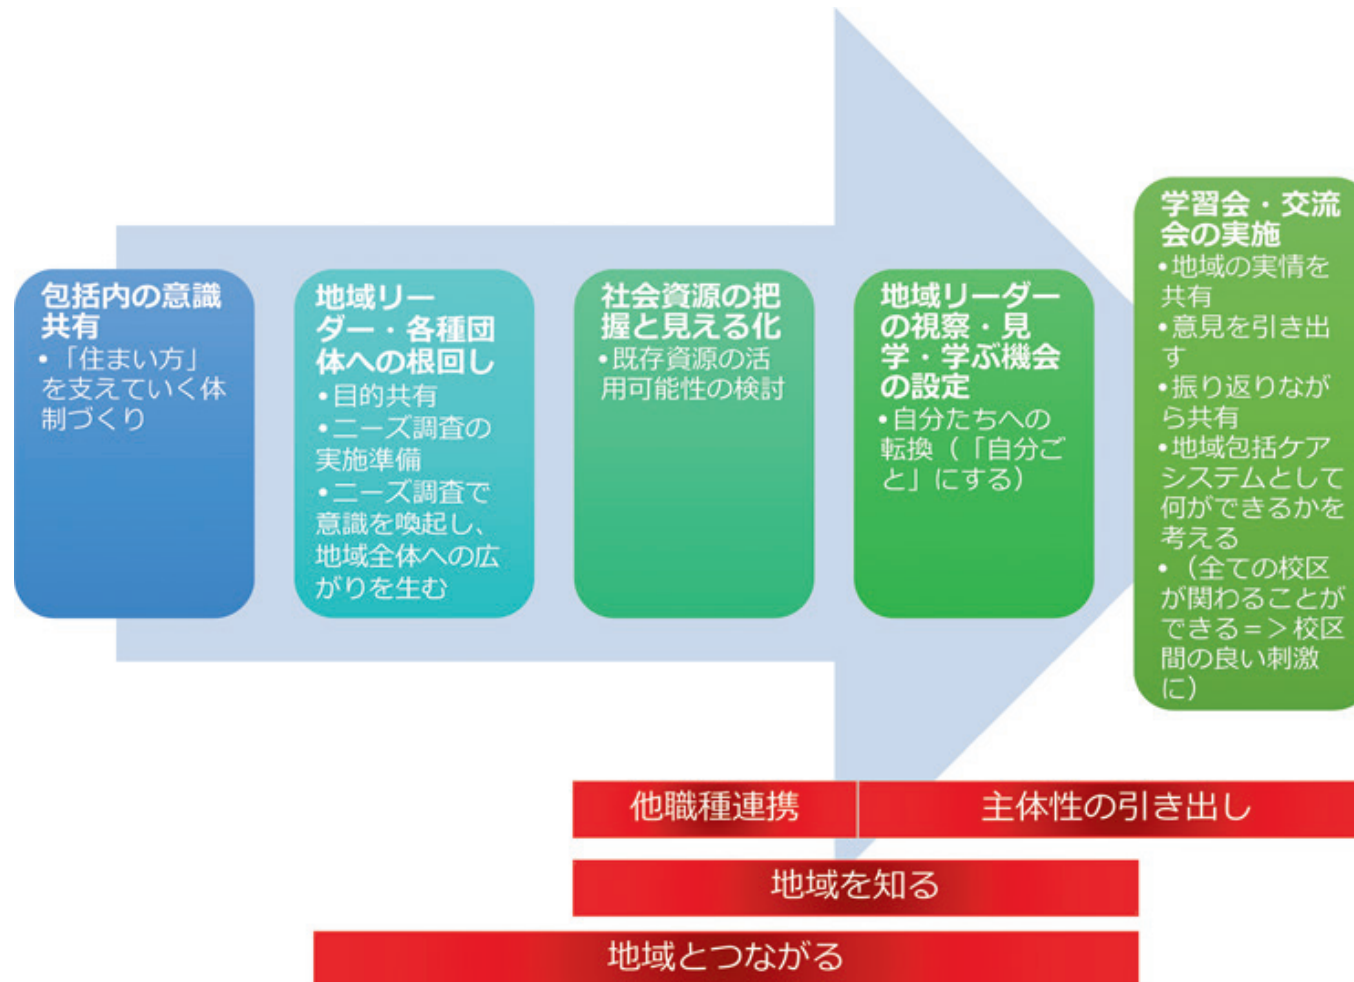 包括内の意識
共有
•「住まい方」
を支えていく体
制づくり
地域リー
ダー・各種団
体への根回し
•目的共有
•ニーズ調査の
実施準備
•ニーズ調査で
意識を喚起し、
地域全体への広
がりを生む
社会資源の把
握と見える化
•既存資源の活
用可能性の検討
地域リーダー
の視察・見
学・学ぶ機会
の設定
•自分たちへの
転換（「自分ご
と」にする）
学習会・交流
会の実施
•地域の実情を
共有
•意見を引き出
す
•振り返りなが
ら共有
•地域包括ケア
システムとして
何ができるかを
考える
•（全ての校区
が関わることが
できる＝＞校区
間の良い刺激
に）
他職種連携
主体性の引き出し
地域を知る
地域とつながる